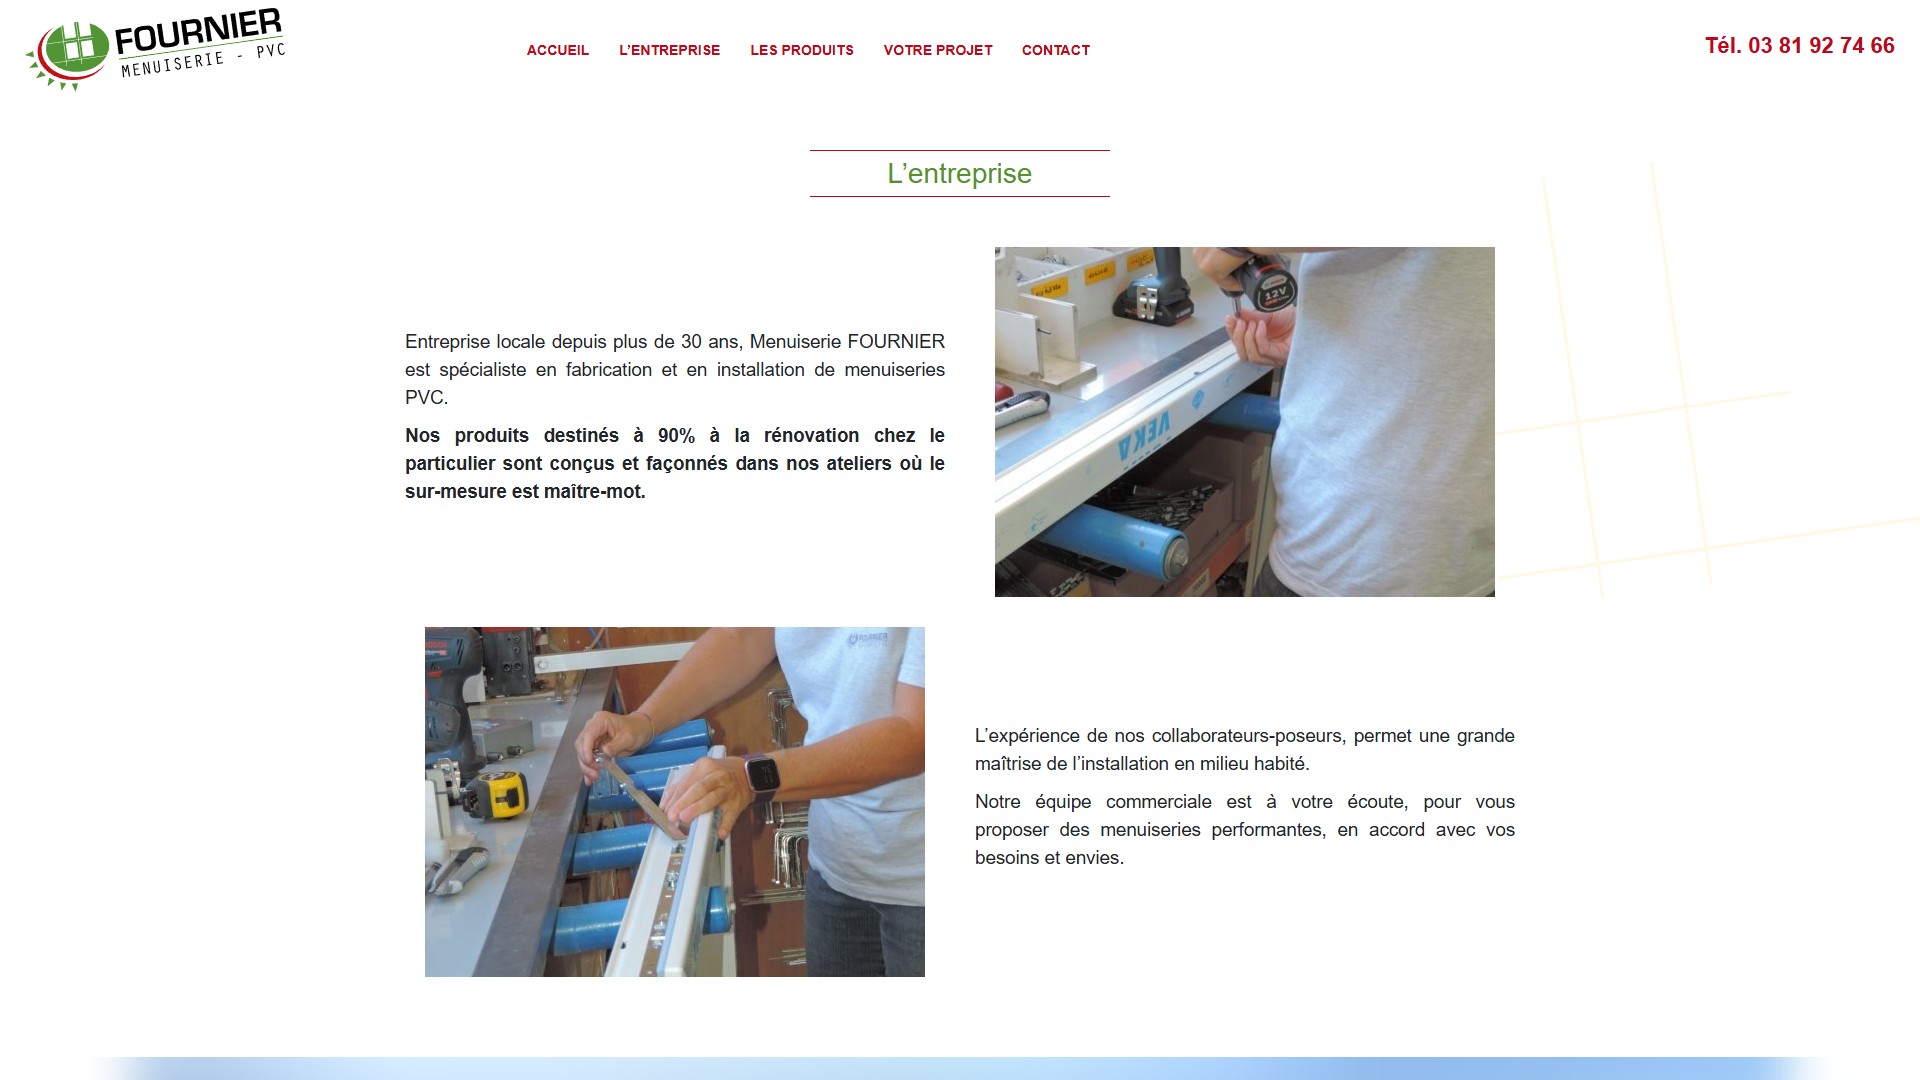 FOURNIER
MENUISERIE - PVC
ACCUEIL
L’ENTREPRISE
LES PRODUITS
VOTRE PROJET
CONTACT
Tél. 03 81 92 74 66
L’entreprise
Entreprise locale depuis plus de 30 ans, Menuiserie FOURNIER
est spécialiste en fabrication et en installation de menuiseries
PVC.
Nos produits destinés à 90% à la rénovation chez le
particulier sont conçus et façonnés dans nos ateliers où le
sur-mesure est maître-mot.
12V
VEKA
FOURNIER
L’expérience de nos collaborateurs-poseurs, permet une grande
maîtrise de l’installation en milieu habité.
Notre équipe commerciale est à votre écoute, pour vous
proposer des menuiseries performantes, en accord avec vos
besoins et envies.